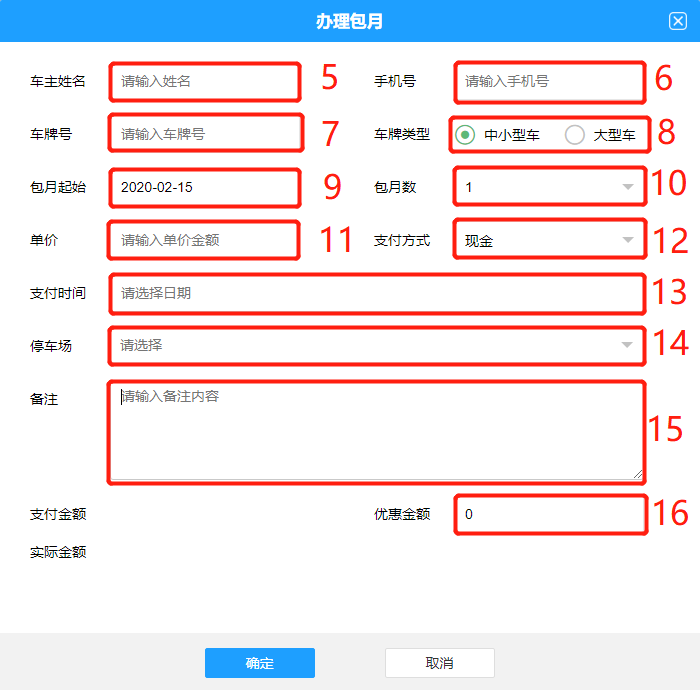 办理包月
车主姓名 请输入姓名 5 手机号 请输入手机号 6
车牌号 请输入车牌号 7 车牌类型 中小型车 大型车 8
包月起始 2020-02-15 9 包月数 1 10
单价 请输入单价金额 11 支付方式 现金 12
支付时间 请选择日期 13
停车场 请选择 14
备注 请输入备注内容 15
支付金额 优惠金额 0 16
实际金额
确定 取消